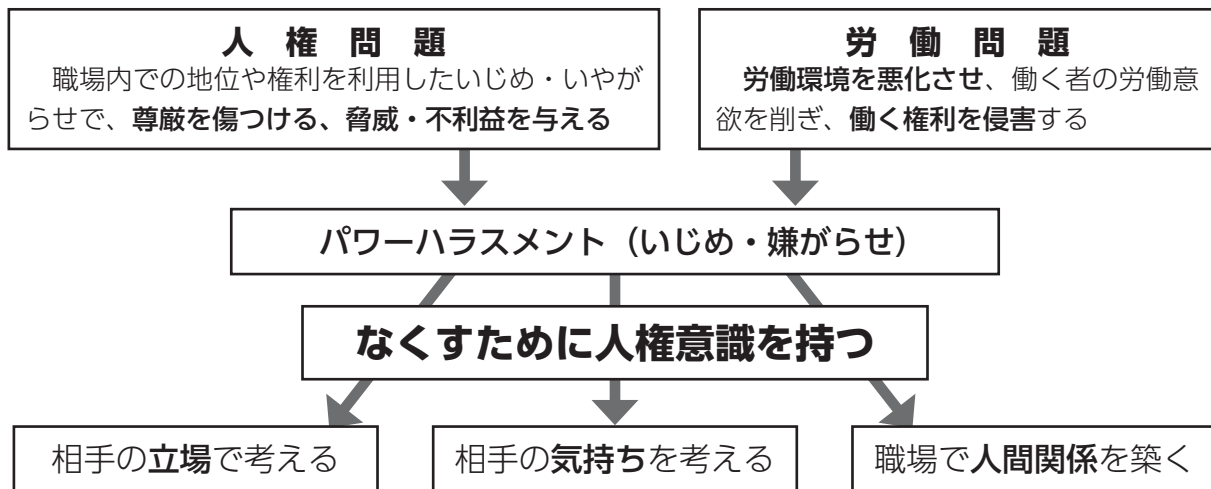 人権問題
職場内での地位や権利を利用したいじめ・いやが
らせで、尊厳を傷つける、脅威・不利益を与える
労働問題
労働環境を悪化させ、働く者の労働意
欲を削ぎ、働く権利を侵害する
パワーハラスメント（いじめ・嫌がらせ）
なくすために人権意識を持つ
相手の立場で考える
相手の気持ちを考える
職場で人間関係を築く